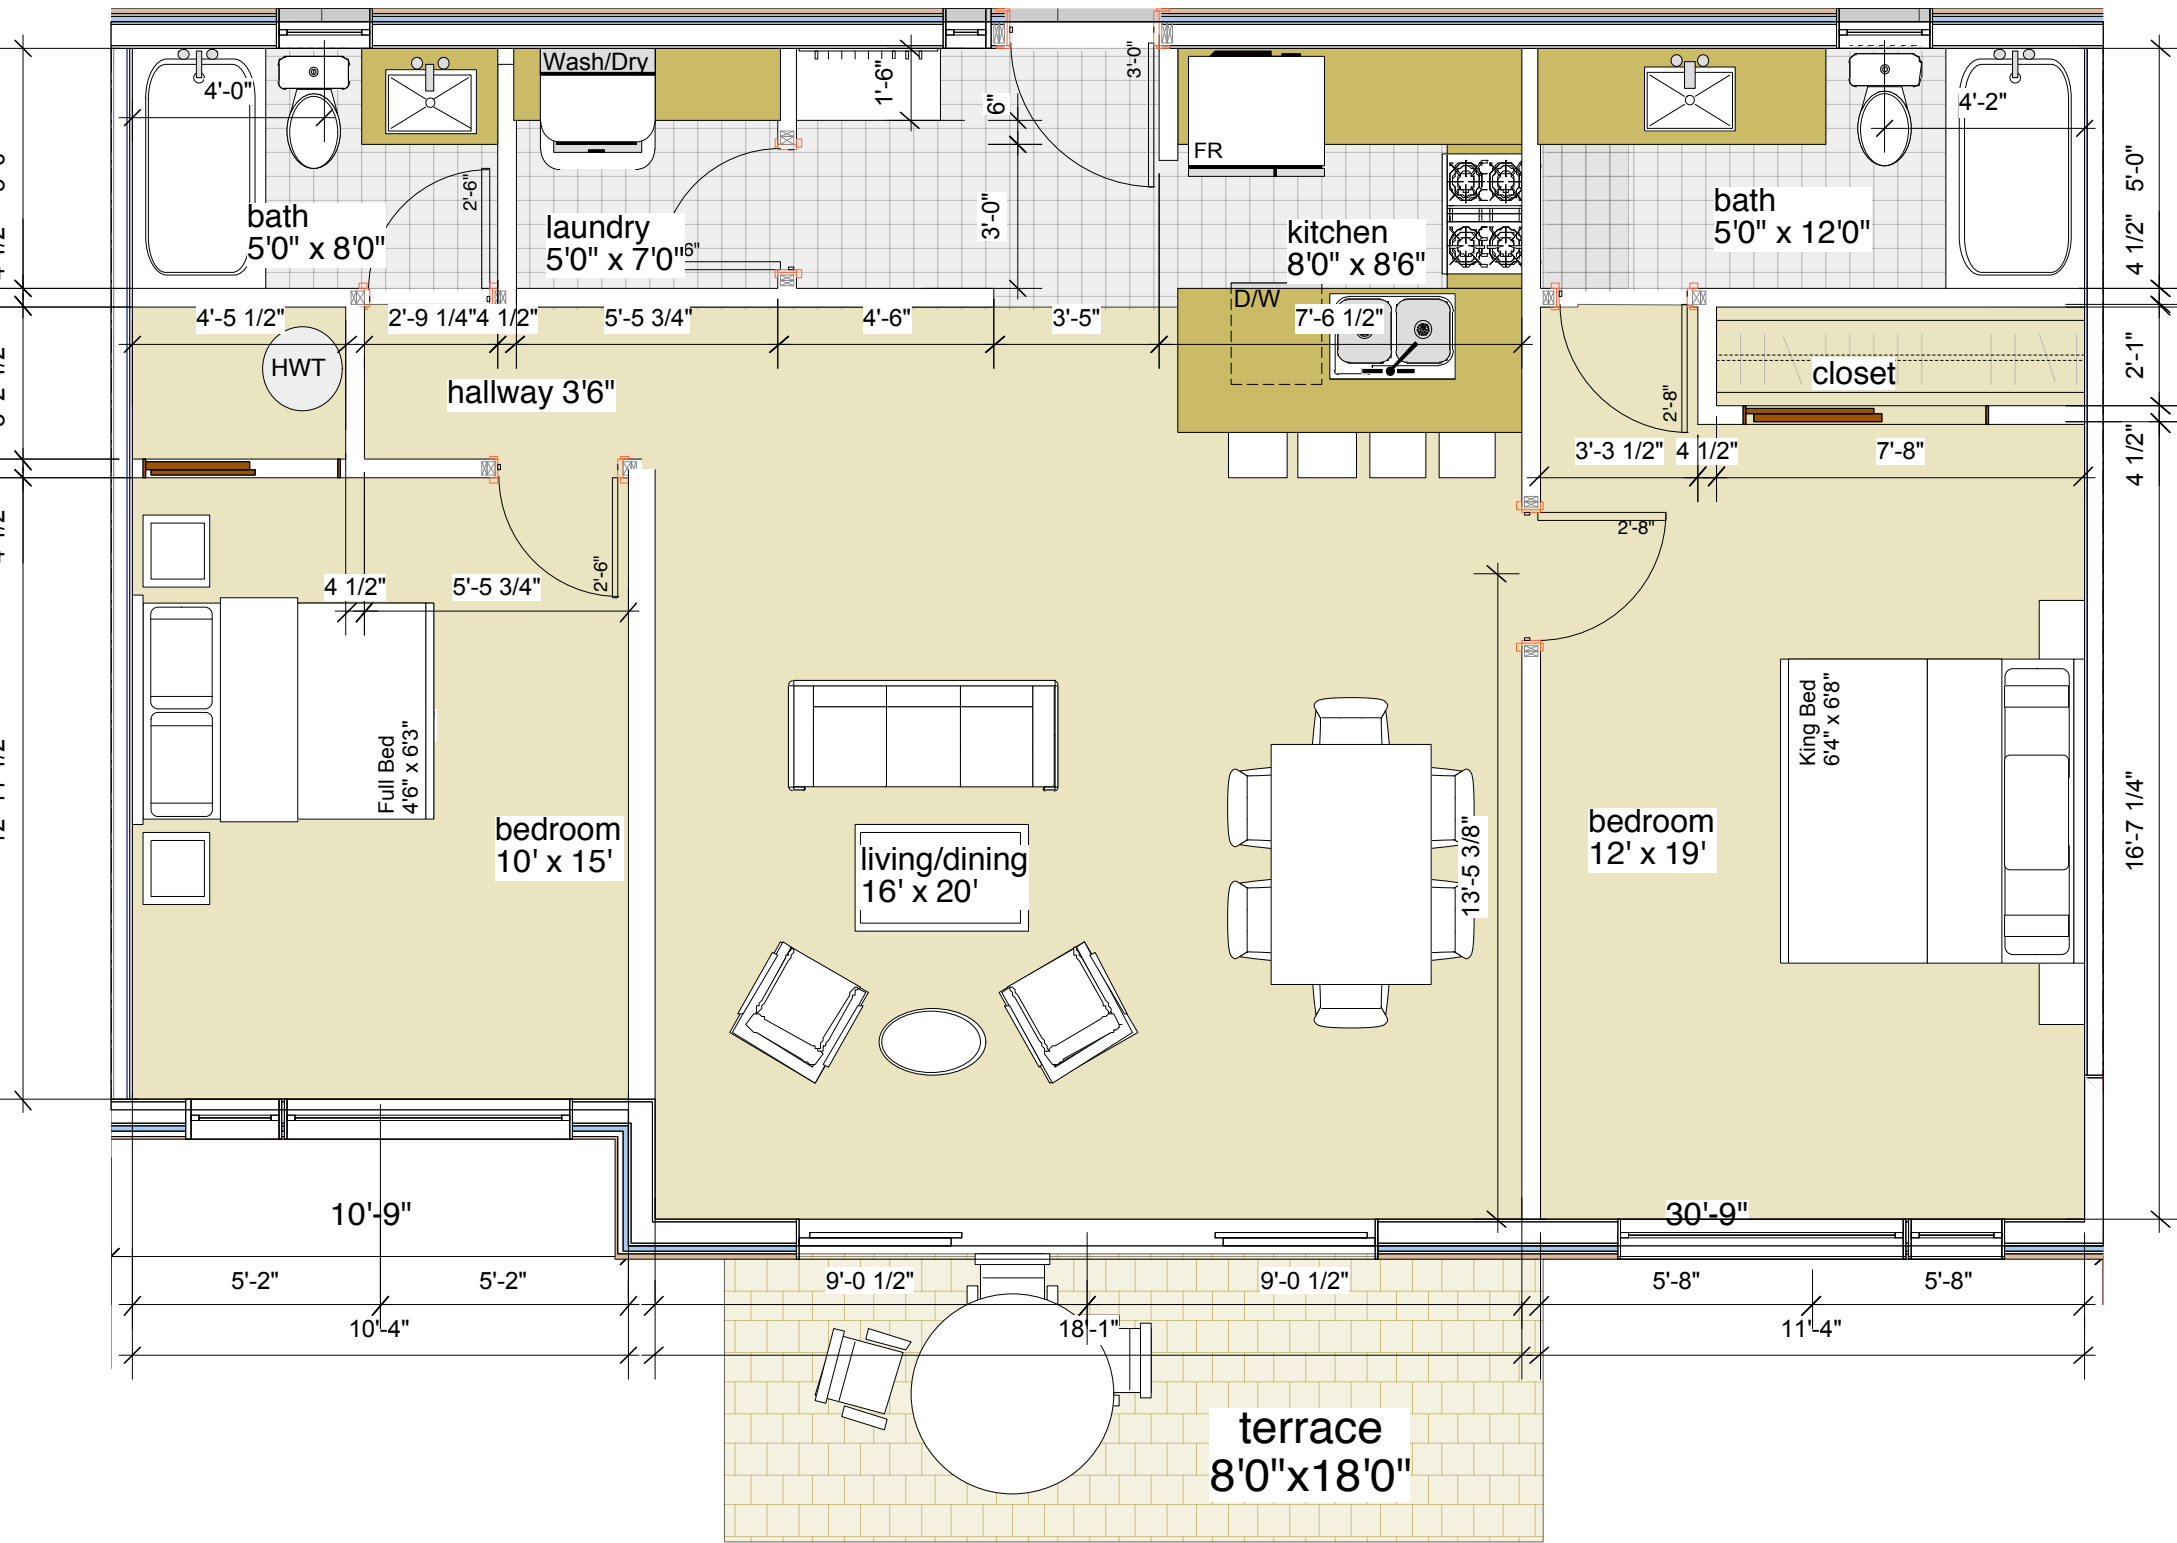 Wash/Dry
4'-0"
1'-6"
6"
3'-0"
FR
4'-2"
2'-6"
bath
5'0" x 8'0"
laundry
5'0" x 7'0"
6"
3'-0"
kitchen
8'0" x 8'6"
bath
5'0" x 12'0"
5'-0"
4 1/2"
D/W
4'-5 1/2"
2'-9 1/4"
4 1/2"
5'-5 3/4"
4'-6"
3'-5"
7'-6 1/2"
HWT
hallway 3'6"
closet
2'-1"
2'-8"
3'-3 1/2"
4 1/2"
7'-8"
4 1/2"
2'-8"
4 1/2"
5'-5 3/4"
2'-6"
Full Bed
4'6" x 6'3"
King Bed
6'4" x 6'8"
bedroom
10' x 15'
living/dining
16' x 20'
13'-5 3/8"
bedroom
12' x 19'
16'-7 1/4"
10'-9"
30'-9"
5'-2"
5'-2"
9'-0 1/2"
9'-0 1/2"
5'-8"
5'-8"
10'-4"
18'-1"
11'-4"
terrace
8'0"x18'0"